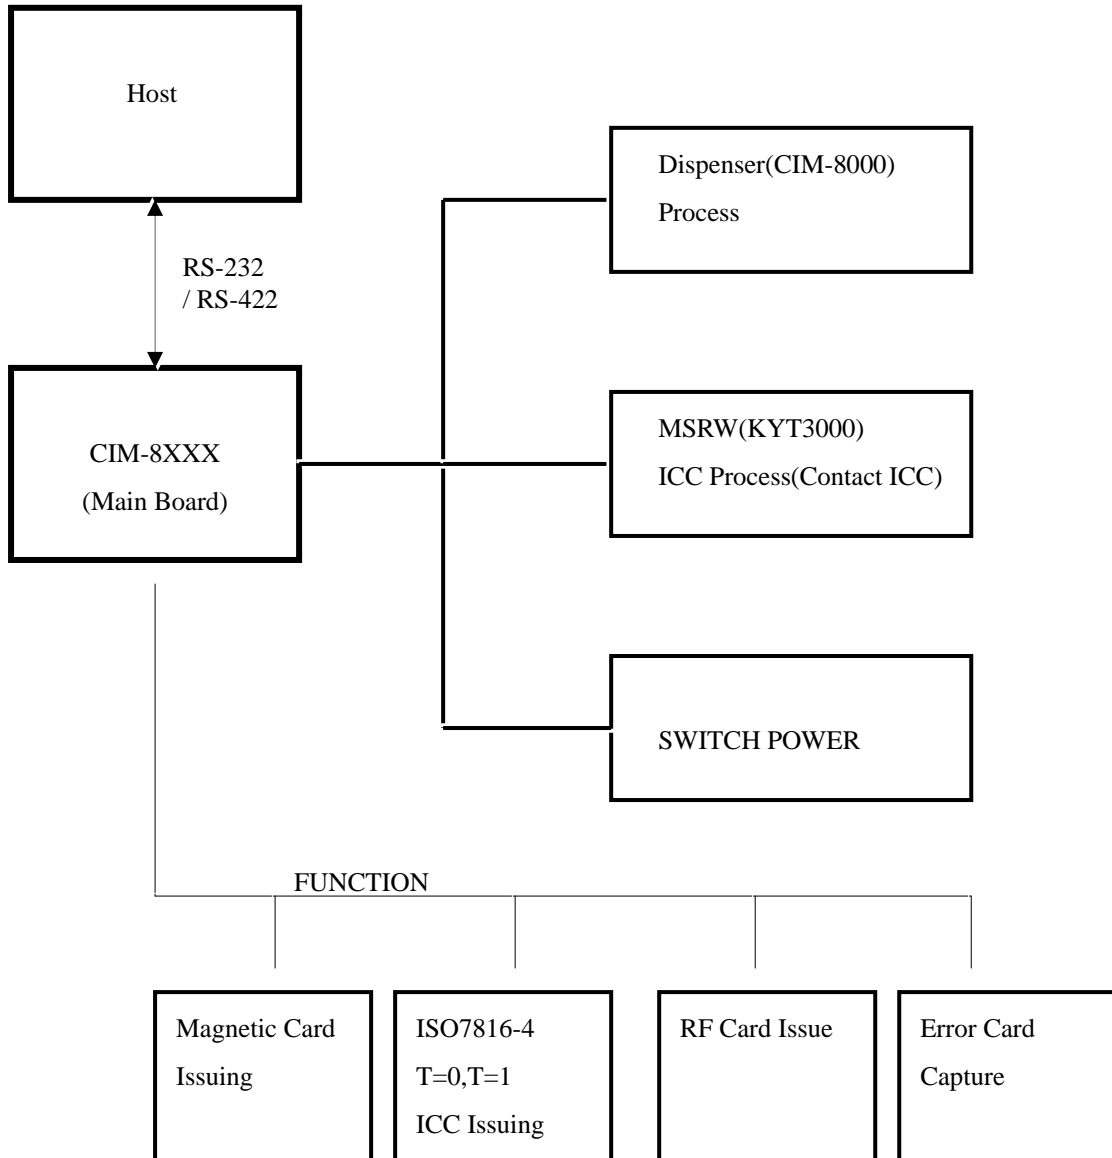 Host
RS-232
/ RS-422
CIM-8XXX
(Main Board)
Dispenser(CIM-8000)
Process
MSRW(KYT3000)
ICC Process(Contact ICC)
SWITCH POWER
FUNCTION
Magnetic Card
Issuing
ISO7816-4
T=0,T=1
ICC Issuing
RF Card Issue
Error Card
Capture